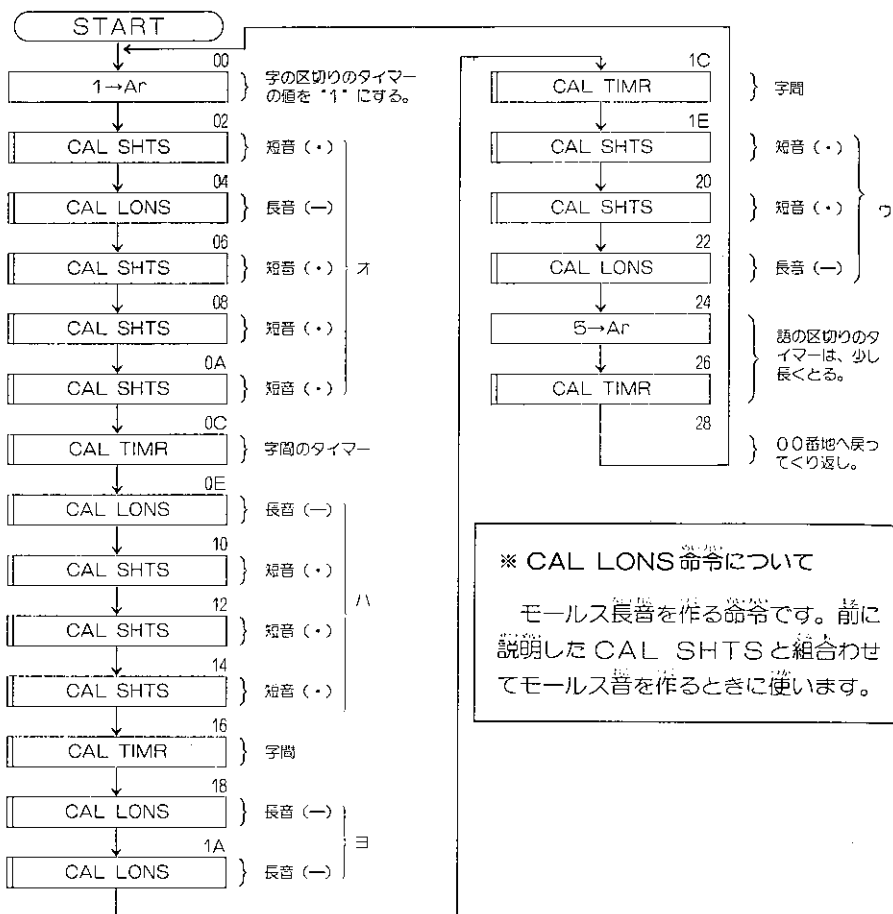 START
00
1→Ar
字の区切りのタイマー
の値を "1" にする。
02
CAL SHTS
短音 (・)
04
CAL LONS
長音 (—)
06
CAL SHTS
短音 (・)
オ
08
CAL SHTS
短音 (・)
0A
CAL SHTS
短音 (・)
0C
CAL TIMR
字間のタイマー
0E
CAL LONS
長音 (—)
10
CAL SHTS
短音 (・)
12
CAL SHTS
短音 (・)
ハ
14
CAL SHTS
短音 (・)
16
CAL TIMR
字間
18
CAL LONS
長音 (—)
ヨ
1A
CAL LONS
長音 (—)
1C
CAL TIMR
字間
1E
CAL SHTS
短音 (・)
20
CAL SHTS
短音 (・)
ウ
22
CAL LONS
長音 (—)
24
5→Ar
26
CAL TIMR
語の区切りのタ
イマーは、少し
長くとる。
28
00番地へ戻っ
てくり返し。
※ CAL LONS命令について
モールス長音を作る命令です。前に
説明したCAL SHTSと組合わせ
てモールス音を作るときに使います。